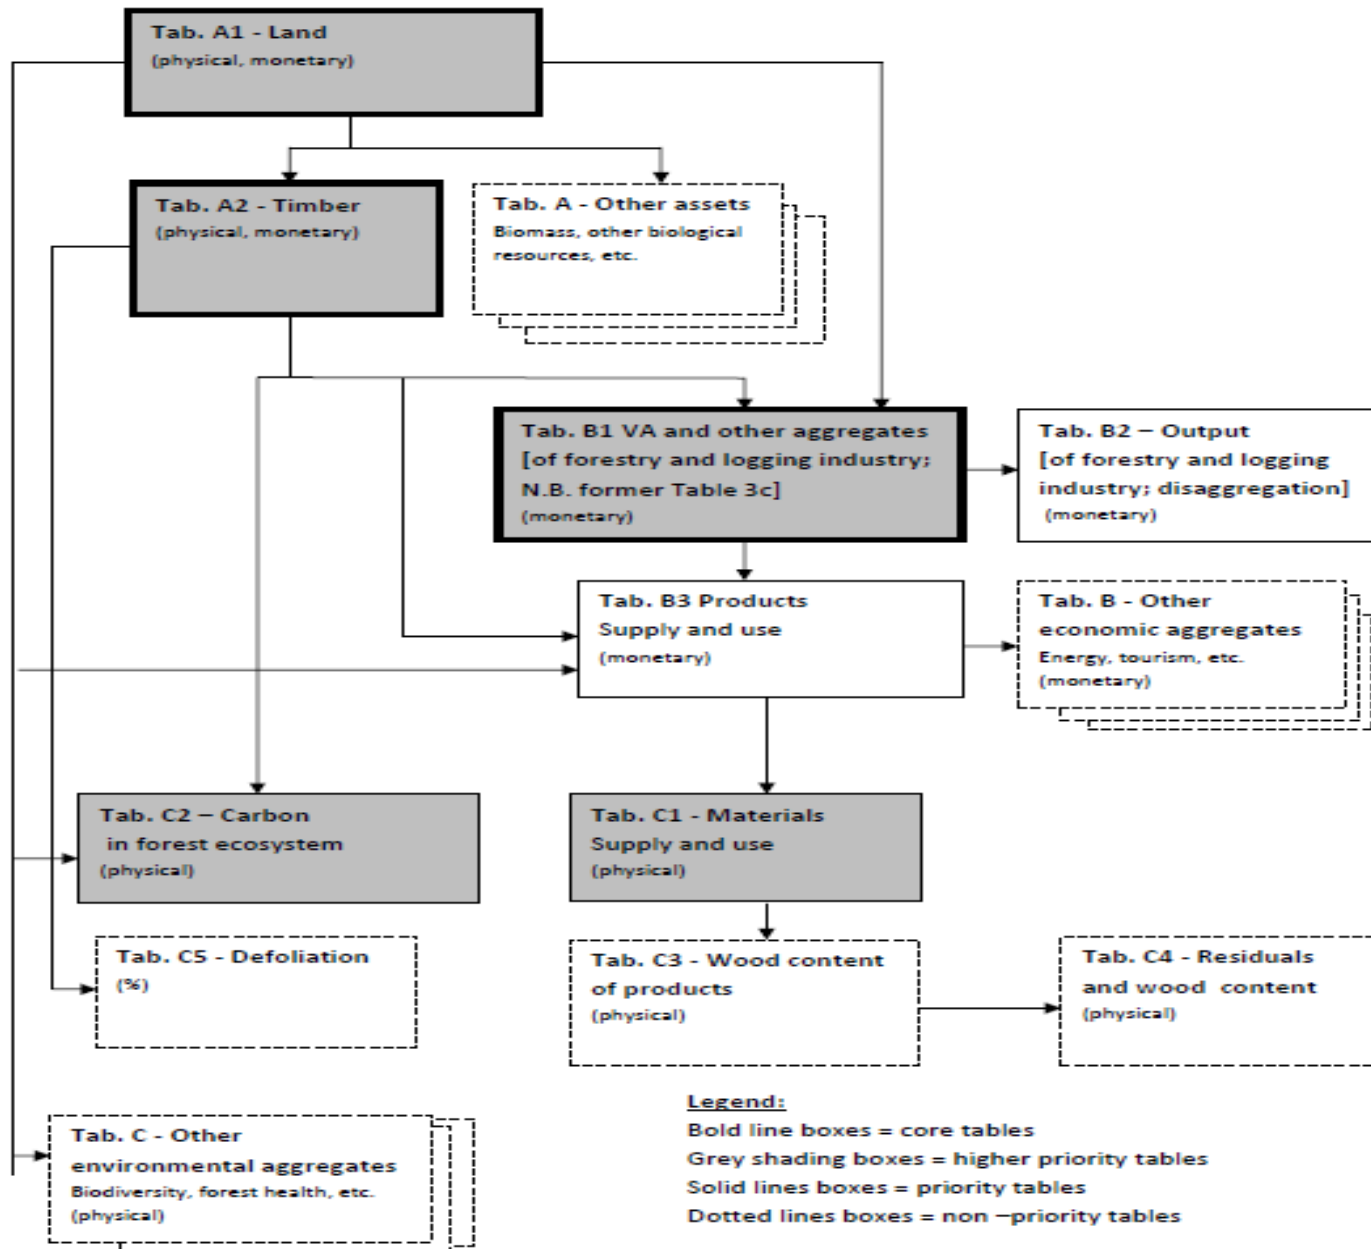 Tab. A1 - Land
(physical, monetary)
Tab. A2 - Timber
(physical, monetary)
Tab. A - Other assets
Biomass, other biological
resources, etc.
Tab. B1 VA and other aggregates
[of forestry and logging industry;
N.B. former Table 3c]
(monetary)
Tab. B2 – Output
[of forestry and logging
industry; disaggregation]
(monetary)
Tab. B3 Products
Supply and use
(monetary)
Tab. B - Other
economic aggregates
Energy, tourism, etc.
(monetary)
Tab. C2 – Carbon
in forest ecosystem
(physical)
Tab. C1 - Materials
Supply and use
(physical)
Tab. C5 - Defoliation
(%)
Tab. C3 - Wood content
of products
(physical)
Tab. C4 - Residuals
and wood content
(physical)
Tab. C - Other
environmental aggregates
Biodiversity, forest health, etc.
(physical)
Legend:
Bold line boxes = core tables
Grey shading boxes = higher priority tables
Solid lines boxes = priority tables
Dotted lines boxes = non –priority tables